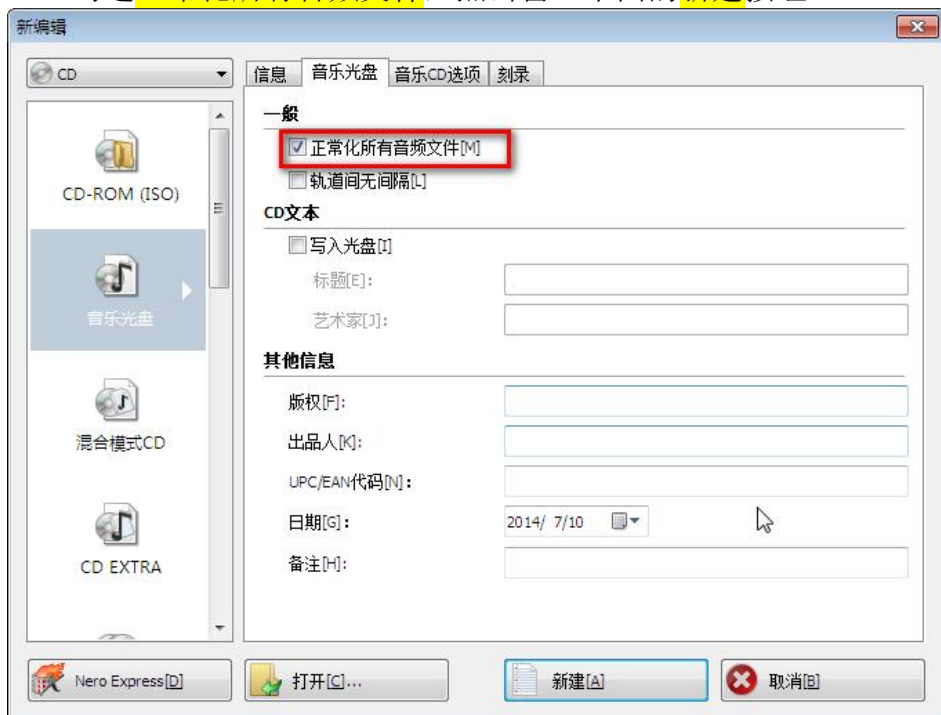 新编辑
CD
信息 音乐光盘 音乐CD选项 刻录
CD-ROM (ISO)
音乐光盘
混合模式CD
CD EXTRA
一般
正常化所有音频文件[M]
轨道间无间隔[L]
CD文本
写入光盘[I]
标题[E]:
艺术家[J]:
其他信息
版权[F]:
出品人[K]:
UPC/EAN代码[N]:
日期[G]: 2014/ 7/10
备注[H]:
Nero Express[D] 打开[C]... 新建[A] 取消[B]